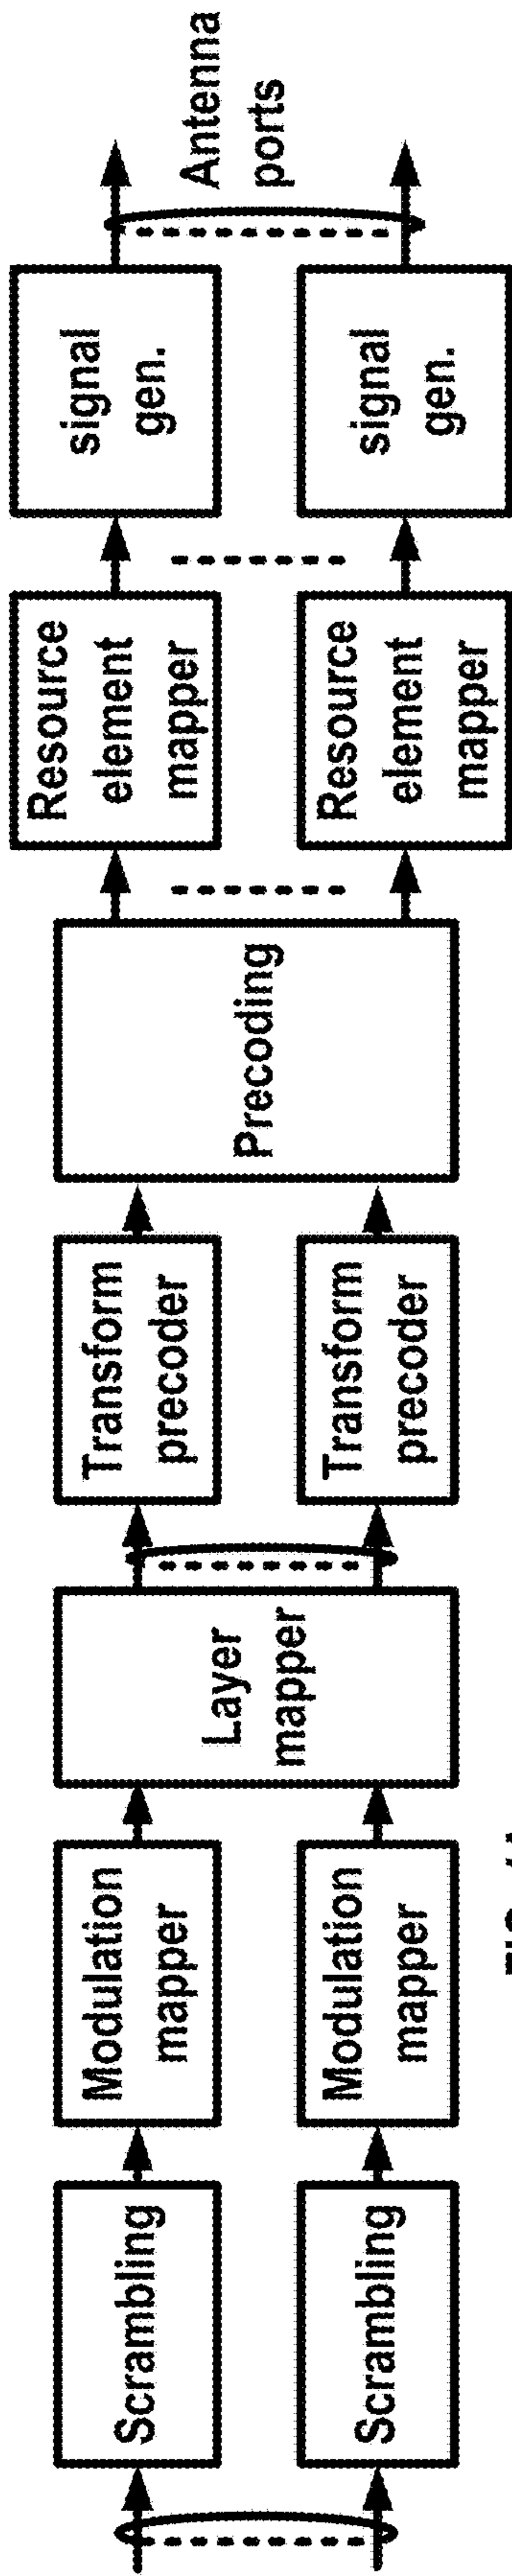 Scrambling
Scrambling
Modulation
mapper
Modulation
mapper
Layer
mapper
Transform
precoder
Transform
precoder
Precoding
Resource
element
mapper
Resource
element
mapper
signal
gen.
signal
gen.
Antenna
ports